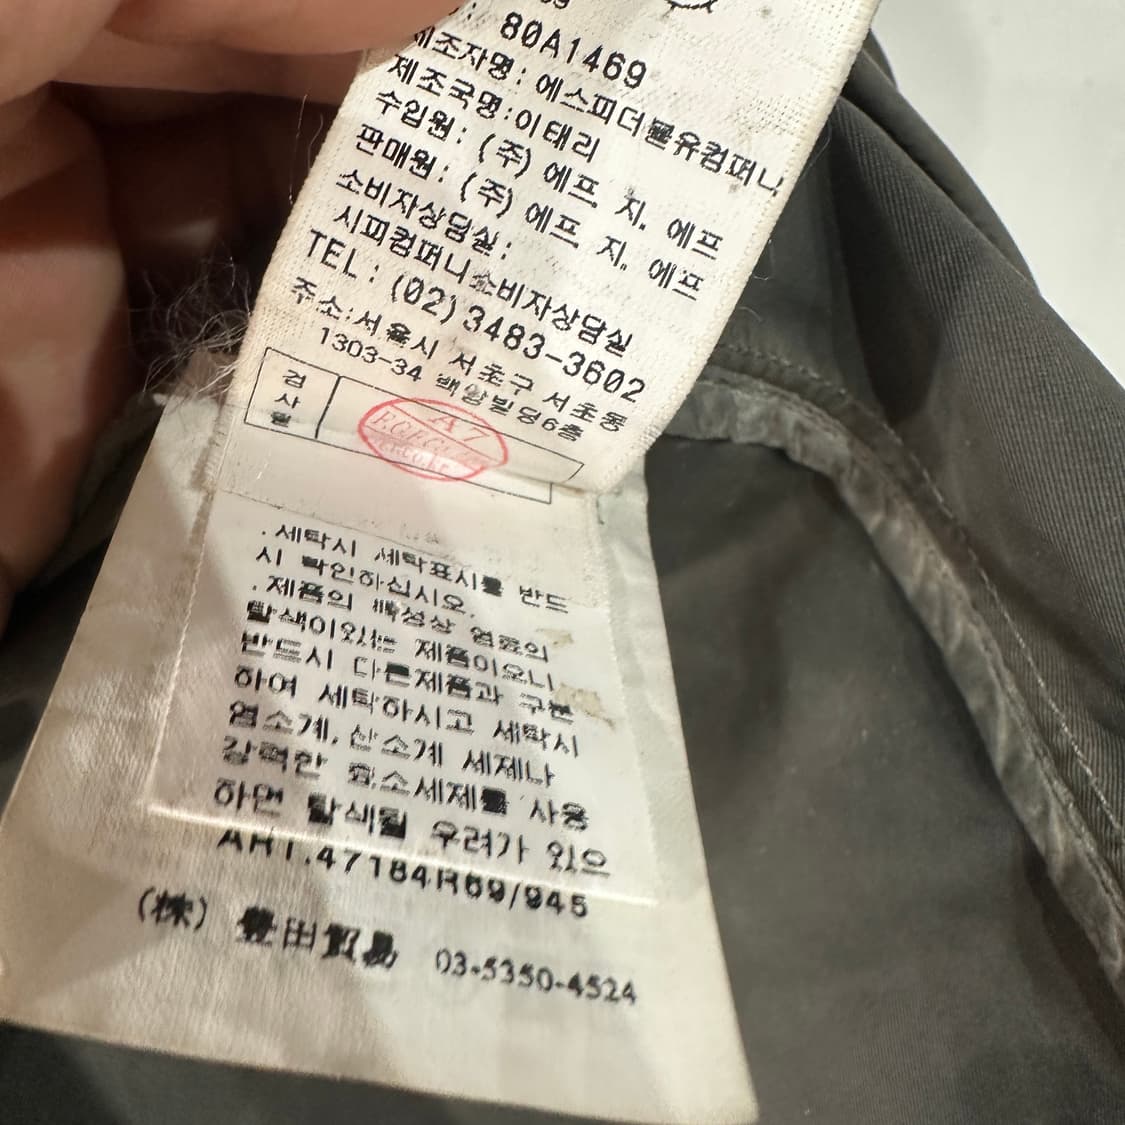 80A1469
제조자명: 에스피더블유컴퍼니
제조국명:이태리
수입원: (주) 에프. 지. 에프
판매원: (주) 에프. 지. 에프
소비자상담실:
시피컴퍼니소비자상담실
TEL: (02)3483-3602
주소:서울시 서초구 서초동
1303-34 백암빌딩6층
검사필
A7
.세탁시 세탁표시를 반드
시 확인하십시오.
.제품의 특성상 염료의
탈색이있는 제품이오니
반드시 다른제품과 구분
하여 세탁하시고 세탁시
염소계,산소계 세제나
강력한 효소세제를 사용
하면 탈색될 우려가 있으
ART.47184R69/945
(株) 豊田貿易 03-5350-4524